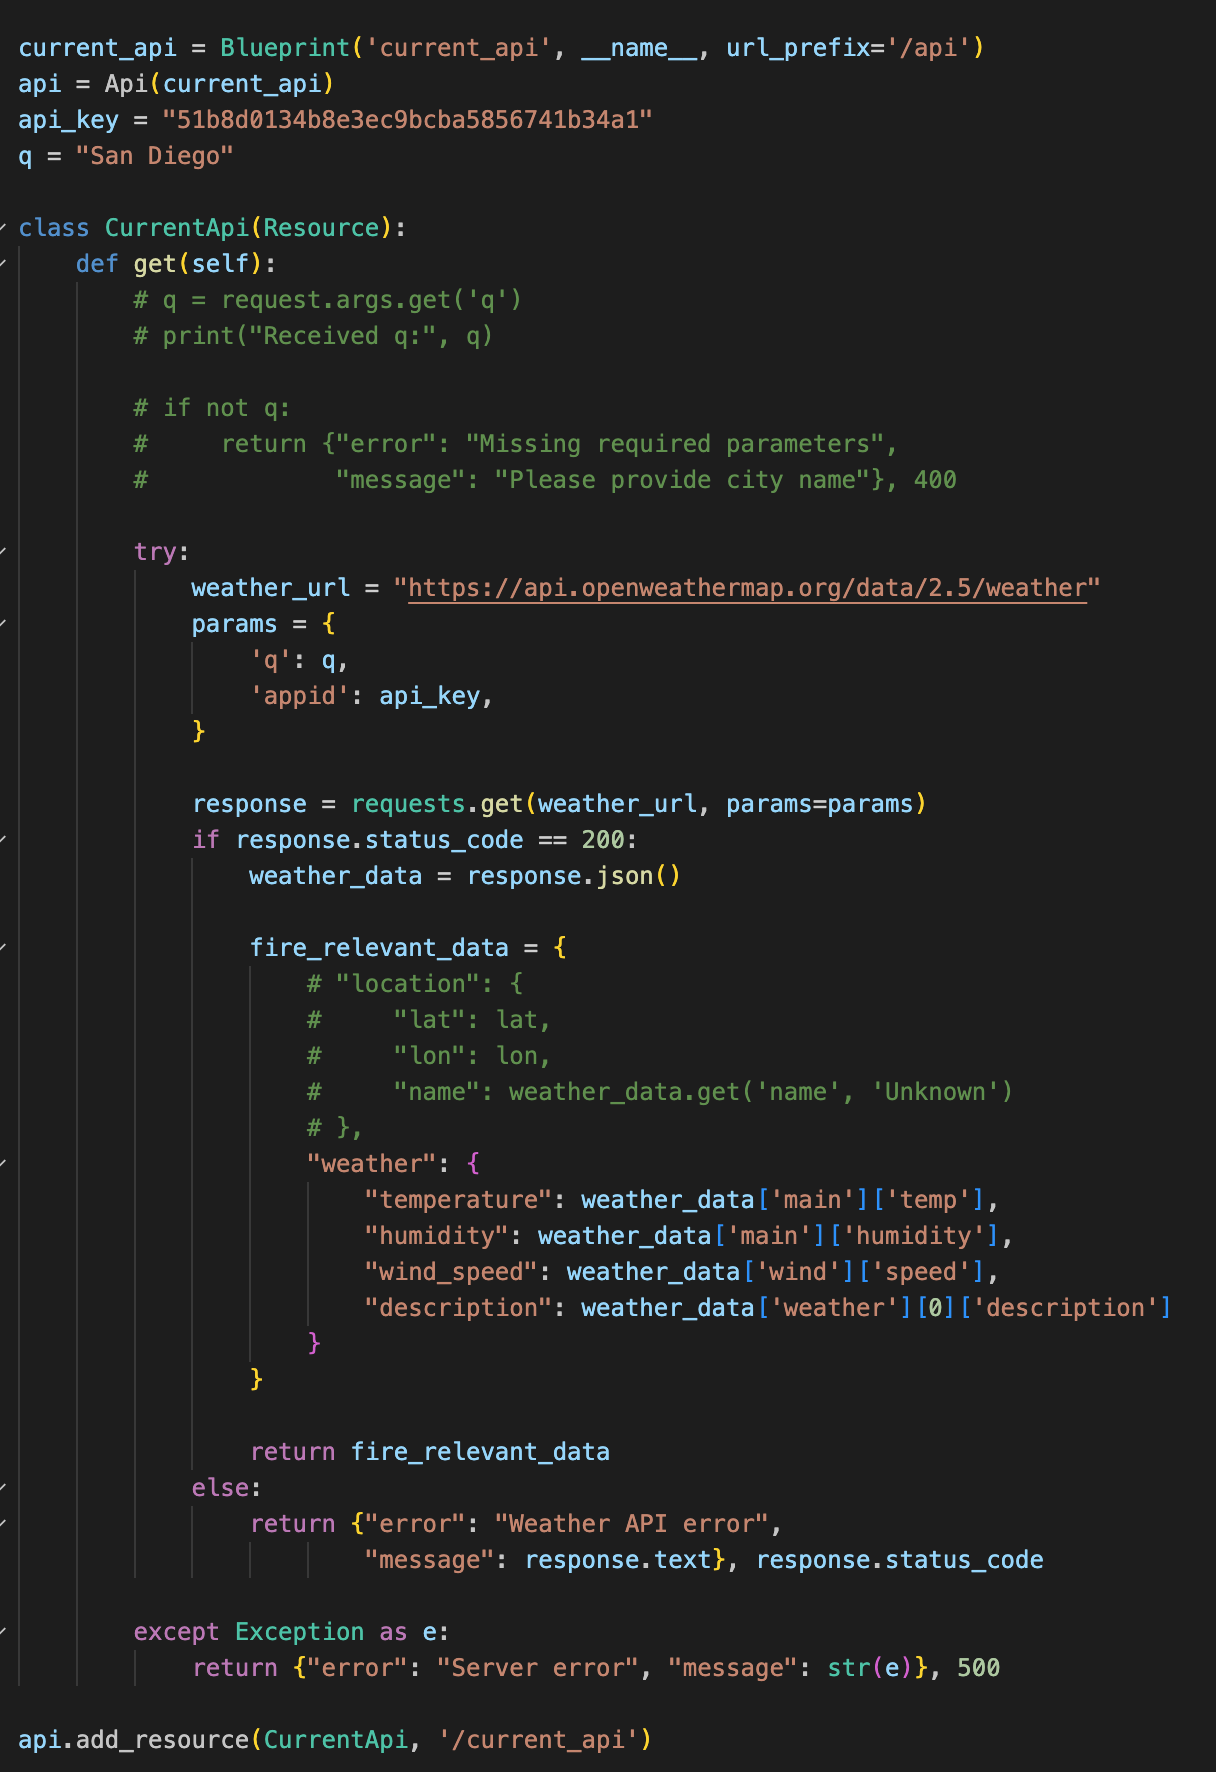 current_api = Blueprint('current_api', __name__, url_prefix='/api')
api = Api(current_api)
api_key = "51b8d0134b8e3ec9bcba5856741b34a1"
q = "San Diego"

class CurrentApi(Resource):
    def get(self):
        # q = request.args.get('q')
        # print("Received q:", q)

        # if not q:
        #     return {"error": "Missing required parameters",
        #             "message": "Please provide city name"}, 400

        try:
            weather_url = "https://api.openweathermap.org/data/2.5/weather"
            params = {
                'q': q,
                'appid': api_key,
            }

            response = requests.get(weather_url, params=params)
            if response.status_code == 200:
                weather_data = response.json()

                fire_relevant_data = {
                    # "location": {
                    #     "lat": lat,
                    #     "lon": lon,
                    #     "name": weather_data.get('name', 'Unknown')
                    # },
                    "weather": {
                        "temperature": weather_data['main']['temp'],
                        "humidity": weather_data['main']['humidity'],
                        "wind_speed": weather_data['wind']['speed'],
                        "description": weather_data['weather'][0]['description']
                    }
                }

                return fire_relevant_data
            else:
                return {"error": "Weather API error",
                        "message": response.text}, response.status_code

        except Exception as e:
            return {"error": "Server error", "message": str(e)}, 500

api.add_resource(CurrentApi, '/current_api')